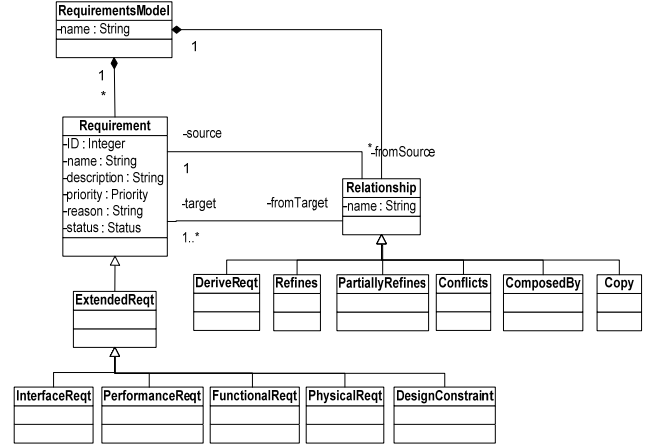 RequirementsModel
-name : String
1
1
*
Requirement
-ID : Integer
-name : String
-description : String
-priority : Priority
-reason : String
-status : Status
-source
1
*
-fromSource
-target
1..*
-fromTarget
Relationship
-name : String
DeriveReqt
Refines
PartiallyRefines
Conflicts
ComposedBy
Copy
ExtendedReqt
InterfaceReqt
PerformanceReqt
FunctionalReqt
PhysicalReqt
DesignConstraint